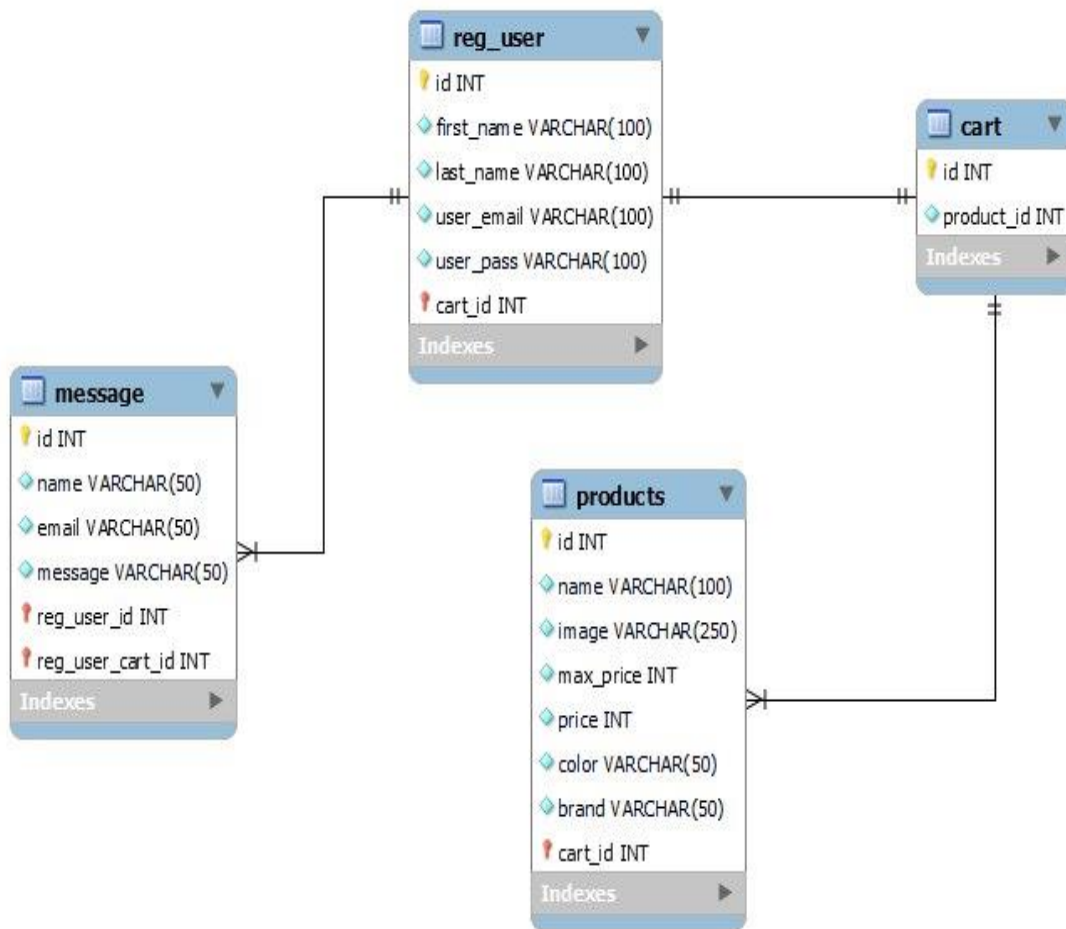 reg_user
id INT
first_name VARCHAR(100)
last_name VARCHAR(100)
user_email VARCHAR(100)
user_pass VARCHAR(100)
cart_id INT
Indexes
cart
id INT
product_id INT
Indexes
message
id INT
name VARCHAR(50)
email VARCHAR(50)
message VARCHAR(50)
reg_user_id INT
reg_user_cart_id INT
Indexes
products
id INT
name VARCHAR(100)
image VARCHAR(250)
max_price INT
price INT
color VARCHAR(50)
brand VARCHAR(50)
cart_id INT
Indexes